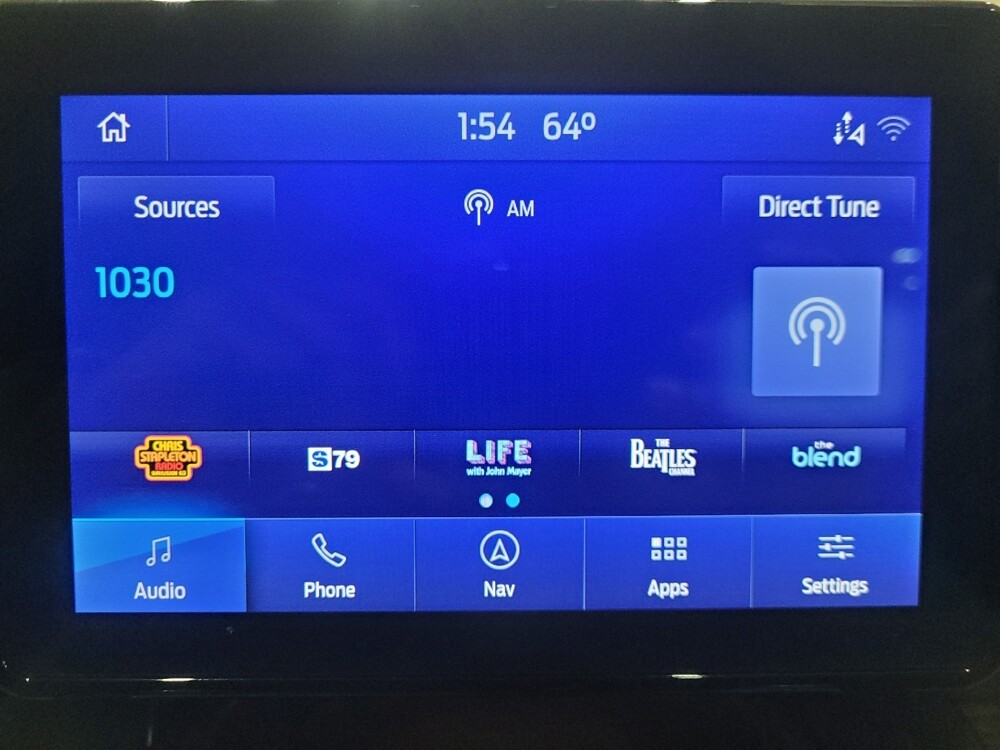 1:54 64º
Sources
AM
Direct Tune
1030
CHRIS
STAPLETON
RADIO
S 79
LIFE
with John Mayer
THE
BEATLES
CHANNEL
the
blend
Audio
Phone
Nav
Apps
Settings